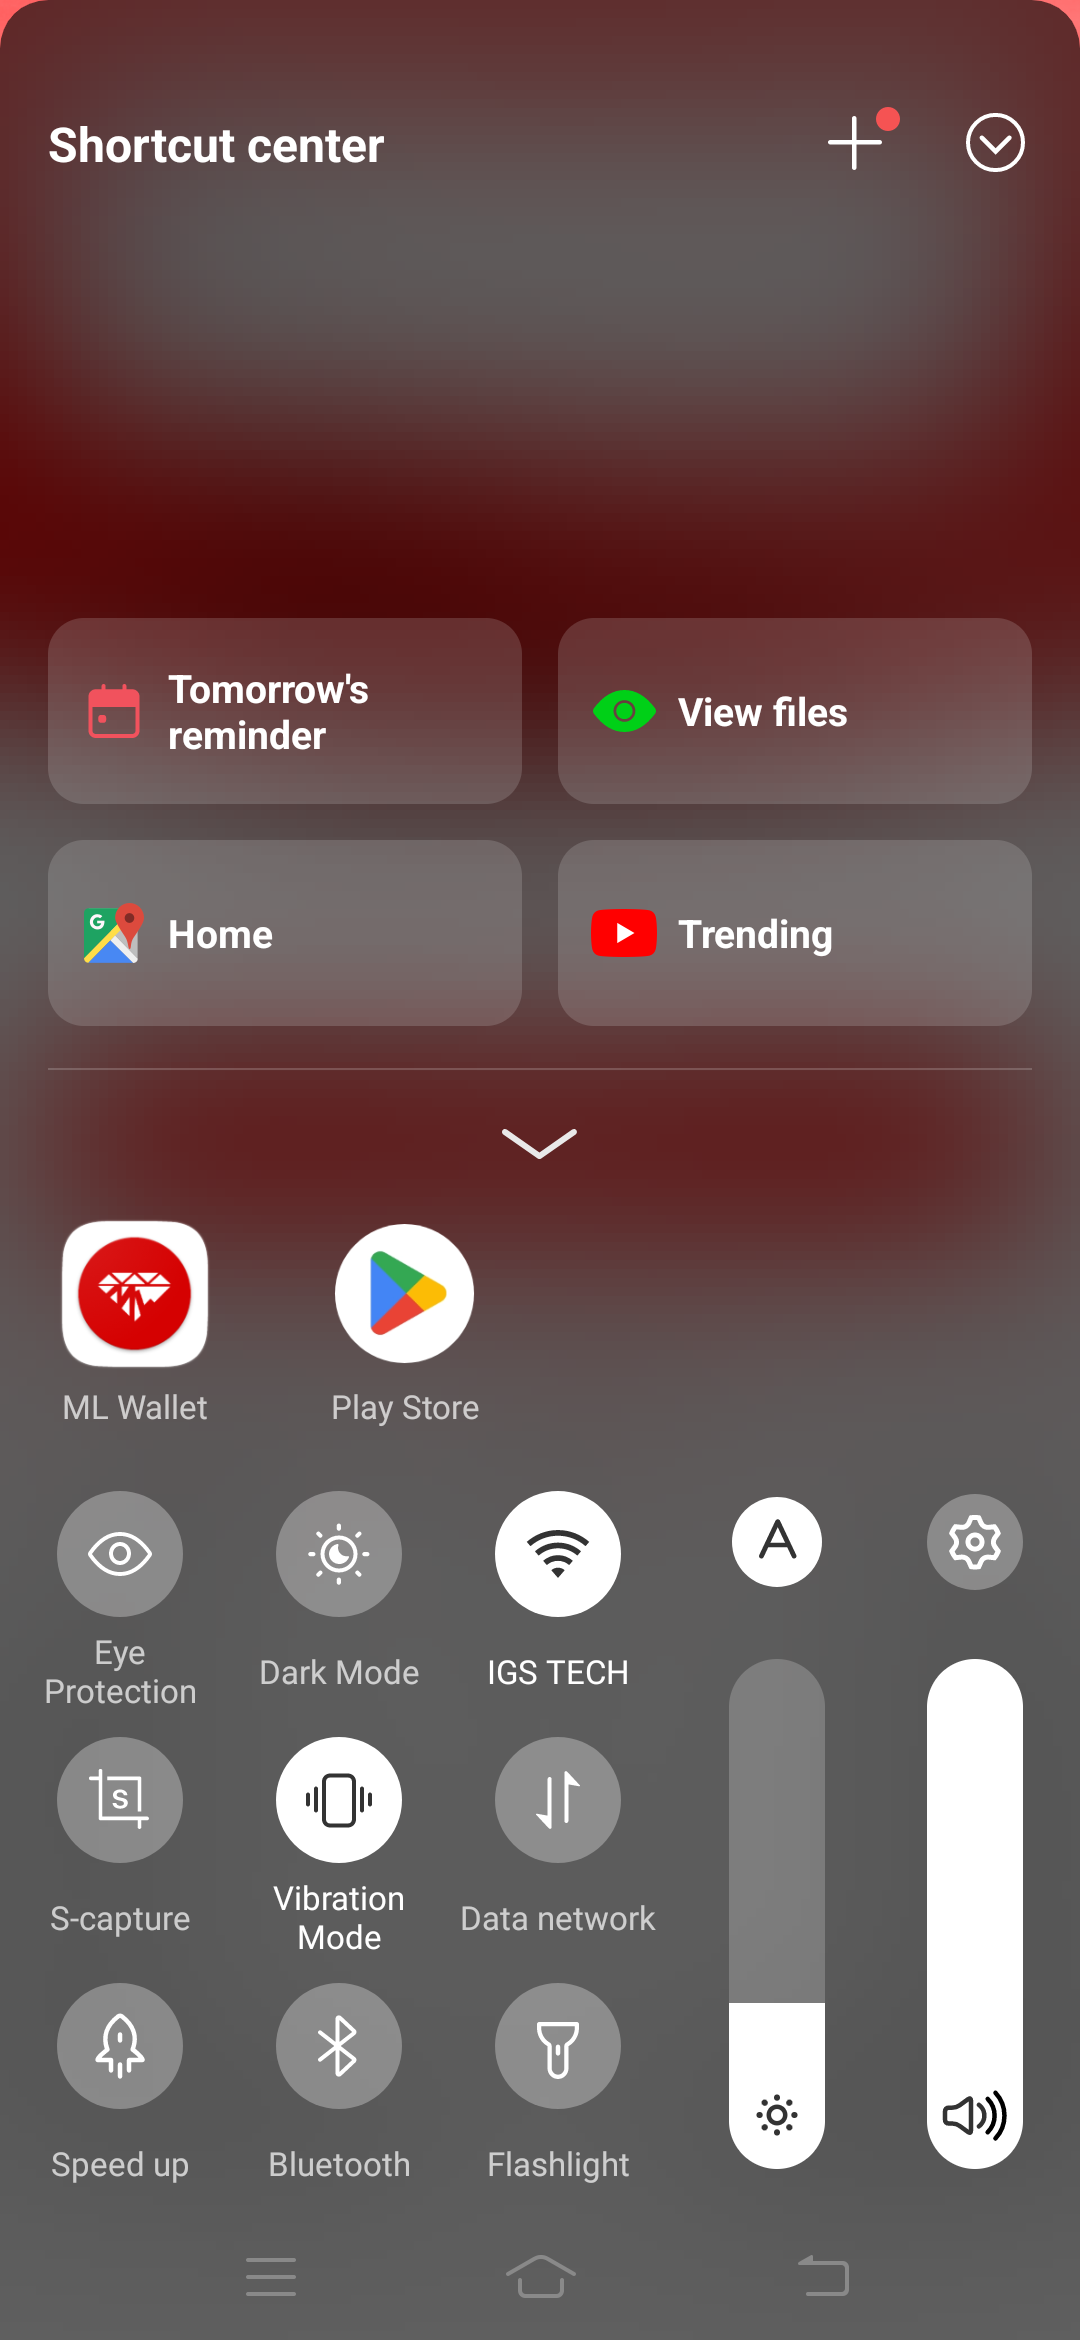 Shortcut center
Tomorrow's
reminder
View files
Home
Trending
ML Wallet
Play Store
Eye
Protection
Dark Mode
IGS TECH
A
S
S-capture
Vibration
Mode
Data network
Speed up
Bluetooth
Flashlight